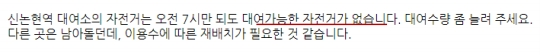 신논현역 대여소의 자전거는 오전 7시만 되도 대여가능한 자전거가 없습니다. 대여수량 좀 늘려 주세요.
다른 곳은 남아돌던데, 이용수에 따른 재배치가 필요한 것 같습니다.